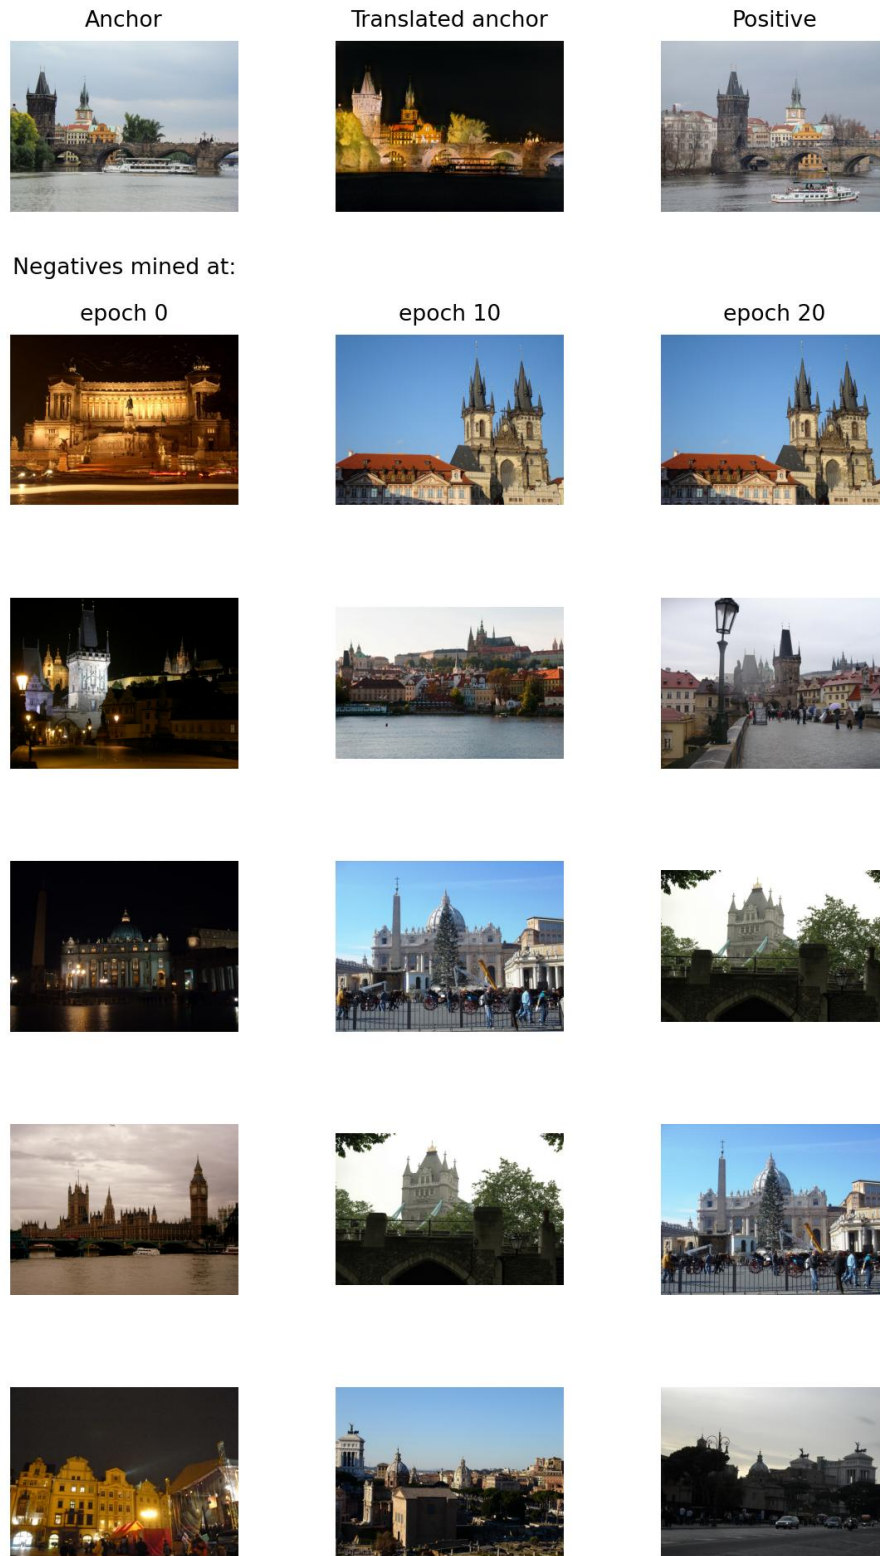 Anchor
Translated anchor
Positive
Negatives mined at:
epoch 0
epoch 10
epoch 20